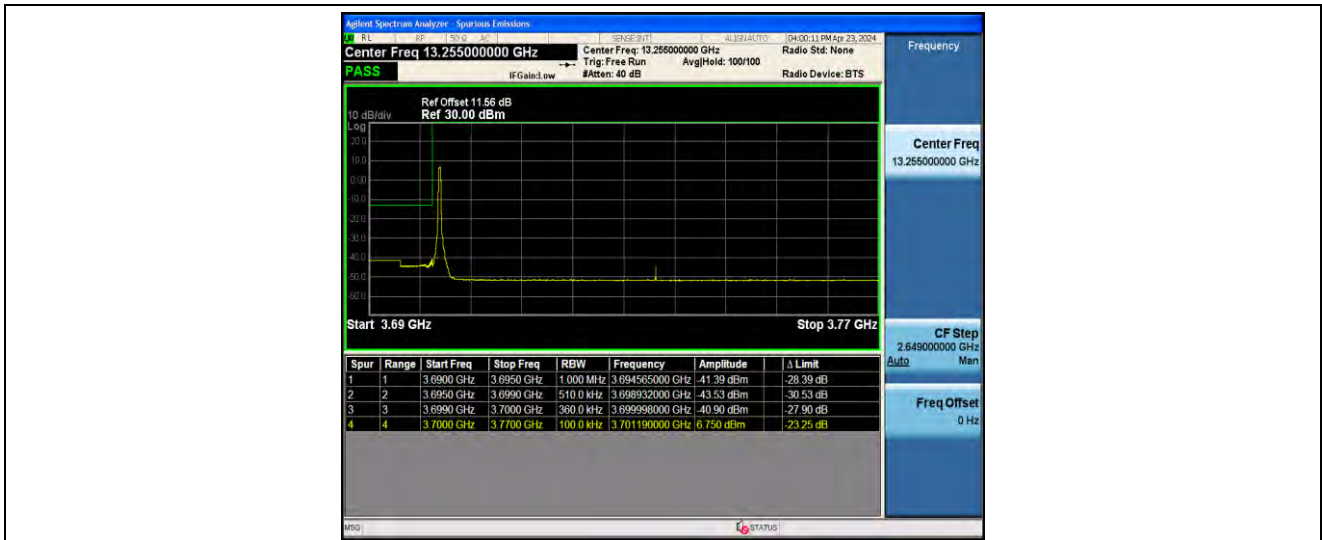 Agilent Spectrum Analyzer - Spurious Emissions
RL RF 50 Ω AC SENSE:INT ALIGN AUTO 04:00:11 PM Apr 23, 2024
Center Freq 13.255000000 GHz Center Freq: 13.255000000 GHz Radio Std: None
Trig: Free Run Avg|Hold: 100/100
PASS IFGain:Low #Atten: 40 dB Radio Device: BTS
Frequency
Ref Offset 11.56 dB
10 dB/div Ref 30.00 dBm
Log
20.0
10.0
0.00
-10.0
-20.0
-30.0
-40.0
-50.0
-60.0
Start 3.69 GHz Stop 3.77 GHz
Center Freq
13.255000000 GHz
CF Step
2.649000000 GHz
Auto Man
Freq Offset
0 Hz
Spur Range Start Freq Stop Freq RBW Frequency Amplitude Δ Limit
1 1 3.6900 GHz 3.6950 GHz 1.000 MHz 3.694565000 GHz -41.39 dBm -28.39 dB
2 2 3.6950 GHz 3.6990 GHz 510.0 kHz 3.698932000 GHz -43.53 dBm -30.53 dB
3 3 3.6990 GHz 3.7000 GHz 360.0 kHz 3.699998000 GHz -40.90 dBm -27.90 dB
4 4 3.7000 GHz 3.7700 GHz 100.0 kHz 3.701190000 GHz 6.750 dBm -23.25 dB
MSG STATUS